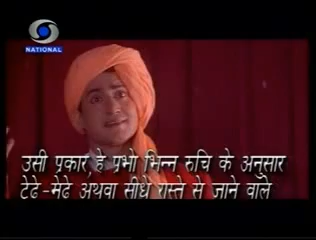 NATIONAL
उसी प्रकार हे प्रभो भिन्न रुचि के अनुसार
टेढे-मेढे अथवा सीधे रास्ते से जाने वाले